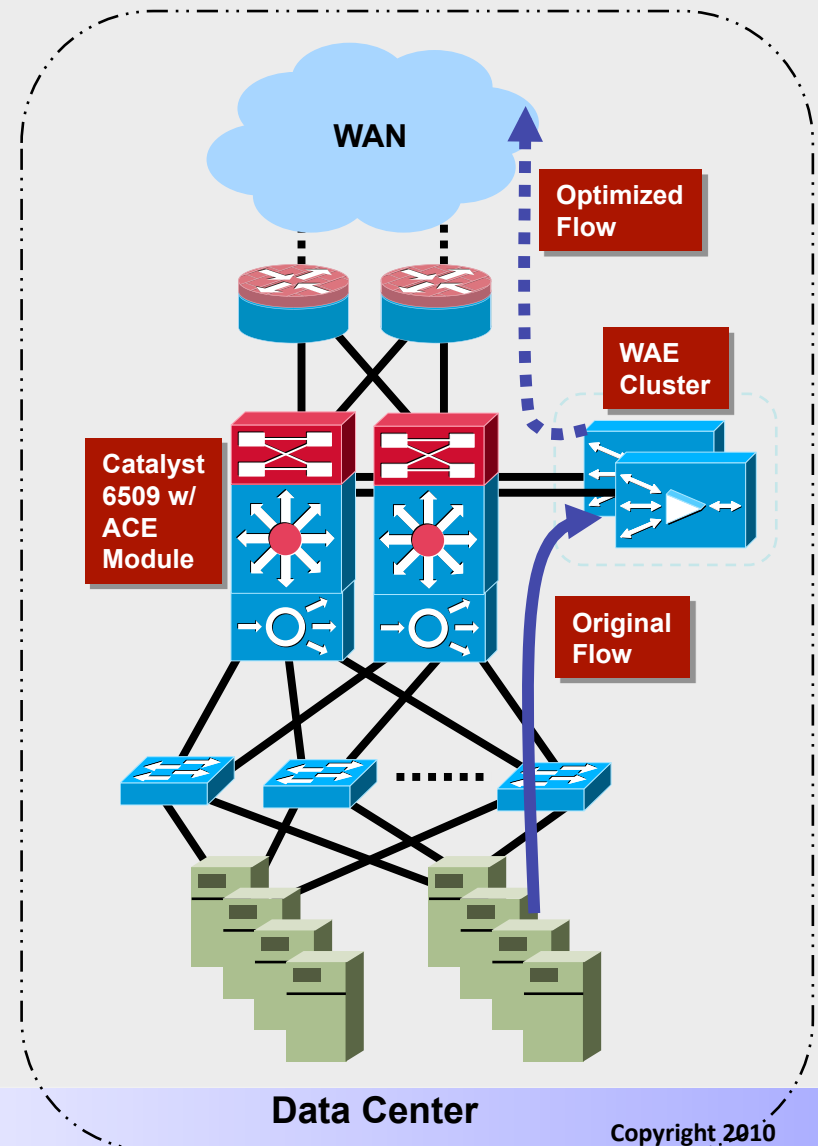 WAN
Optimized
Flow
WAE
Cluster
Catalyst
6509 w/
ACE
Module
Original
Flow
Data Center
Copyright 2010